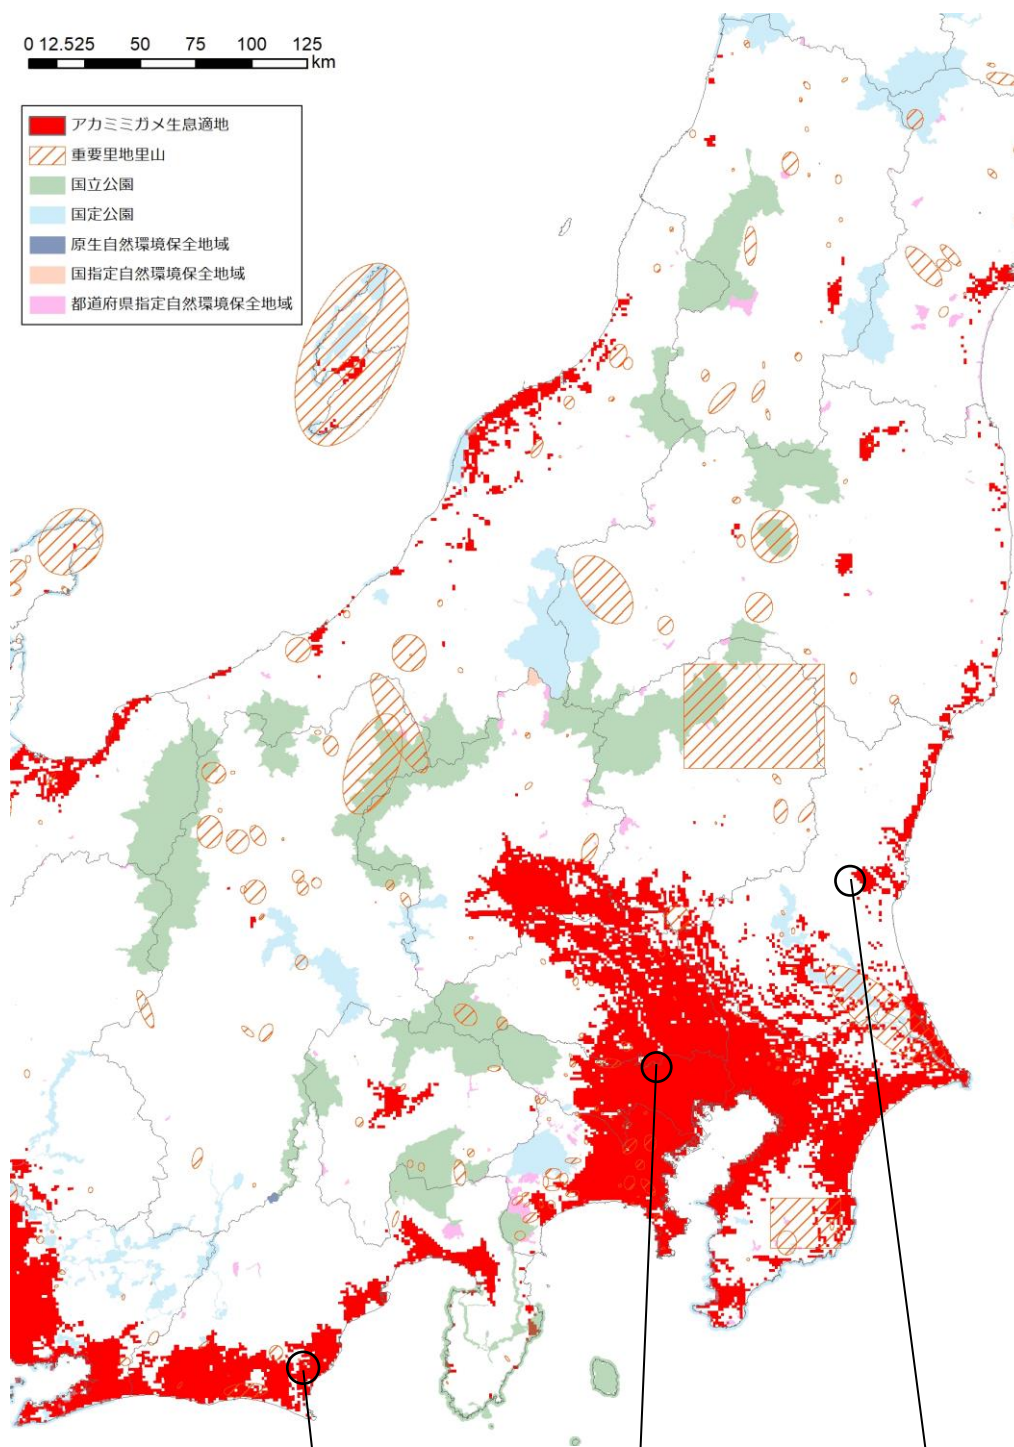 0 12.525 50 75 100 125
km
アカミミガメ生息適地
重要里地里山
国立公園
国定公園
原生自然環境保全地域
国指定自然環境保全地域
都道府県指定自然環境保全地域